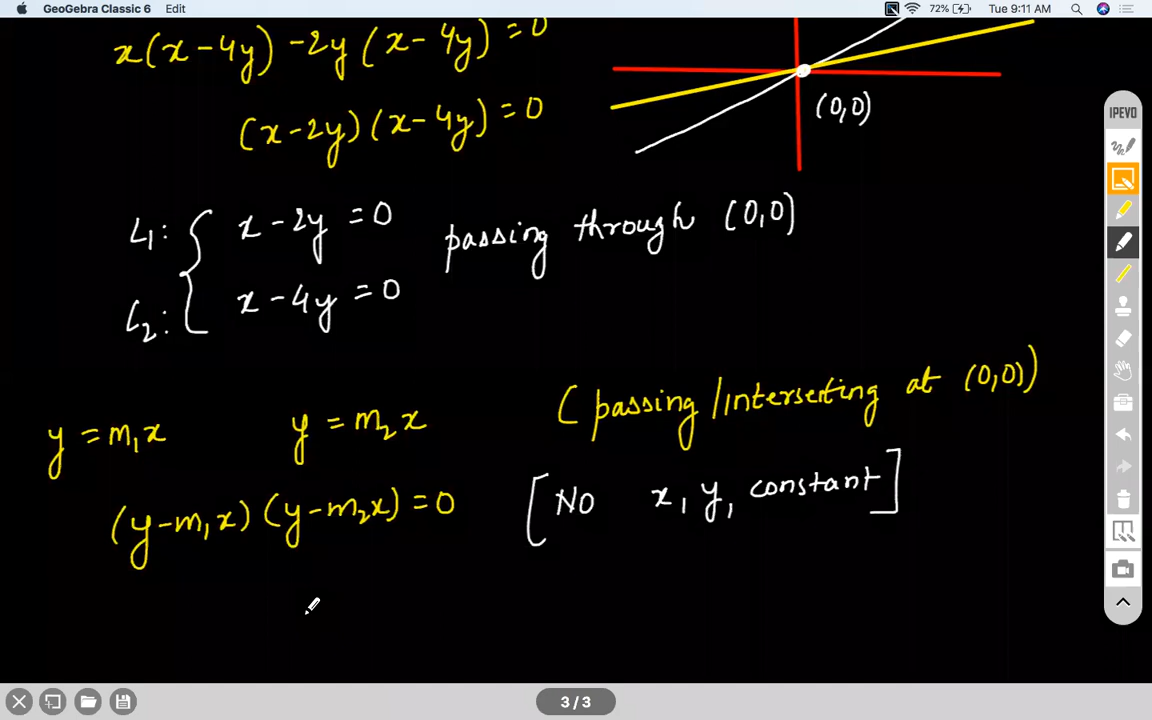 GeoGebra Classic 6 Edit 72% Tue 9:11 AM
x(x-4y) -2y(x-4y) = 0
(x-2y)(x-4y) = 0
(0,0)
IPEVO
L₁: x - 2y = 0 passing through (0,0)
L₂: x - 4y = 0
y = m₁x y = m₂x (passing/intersecting at (0,0))
(y-m₁x)(y-m₂x) = 0 [No x, y, constant]
3/3